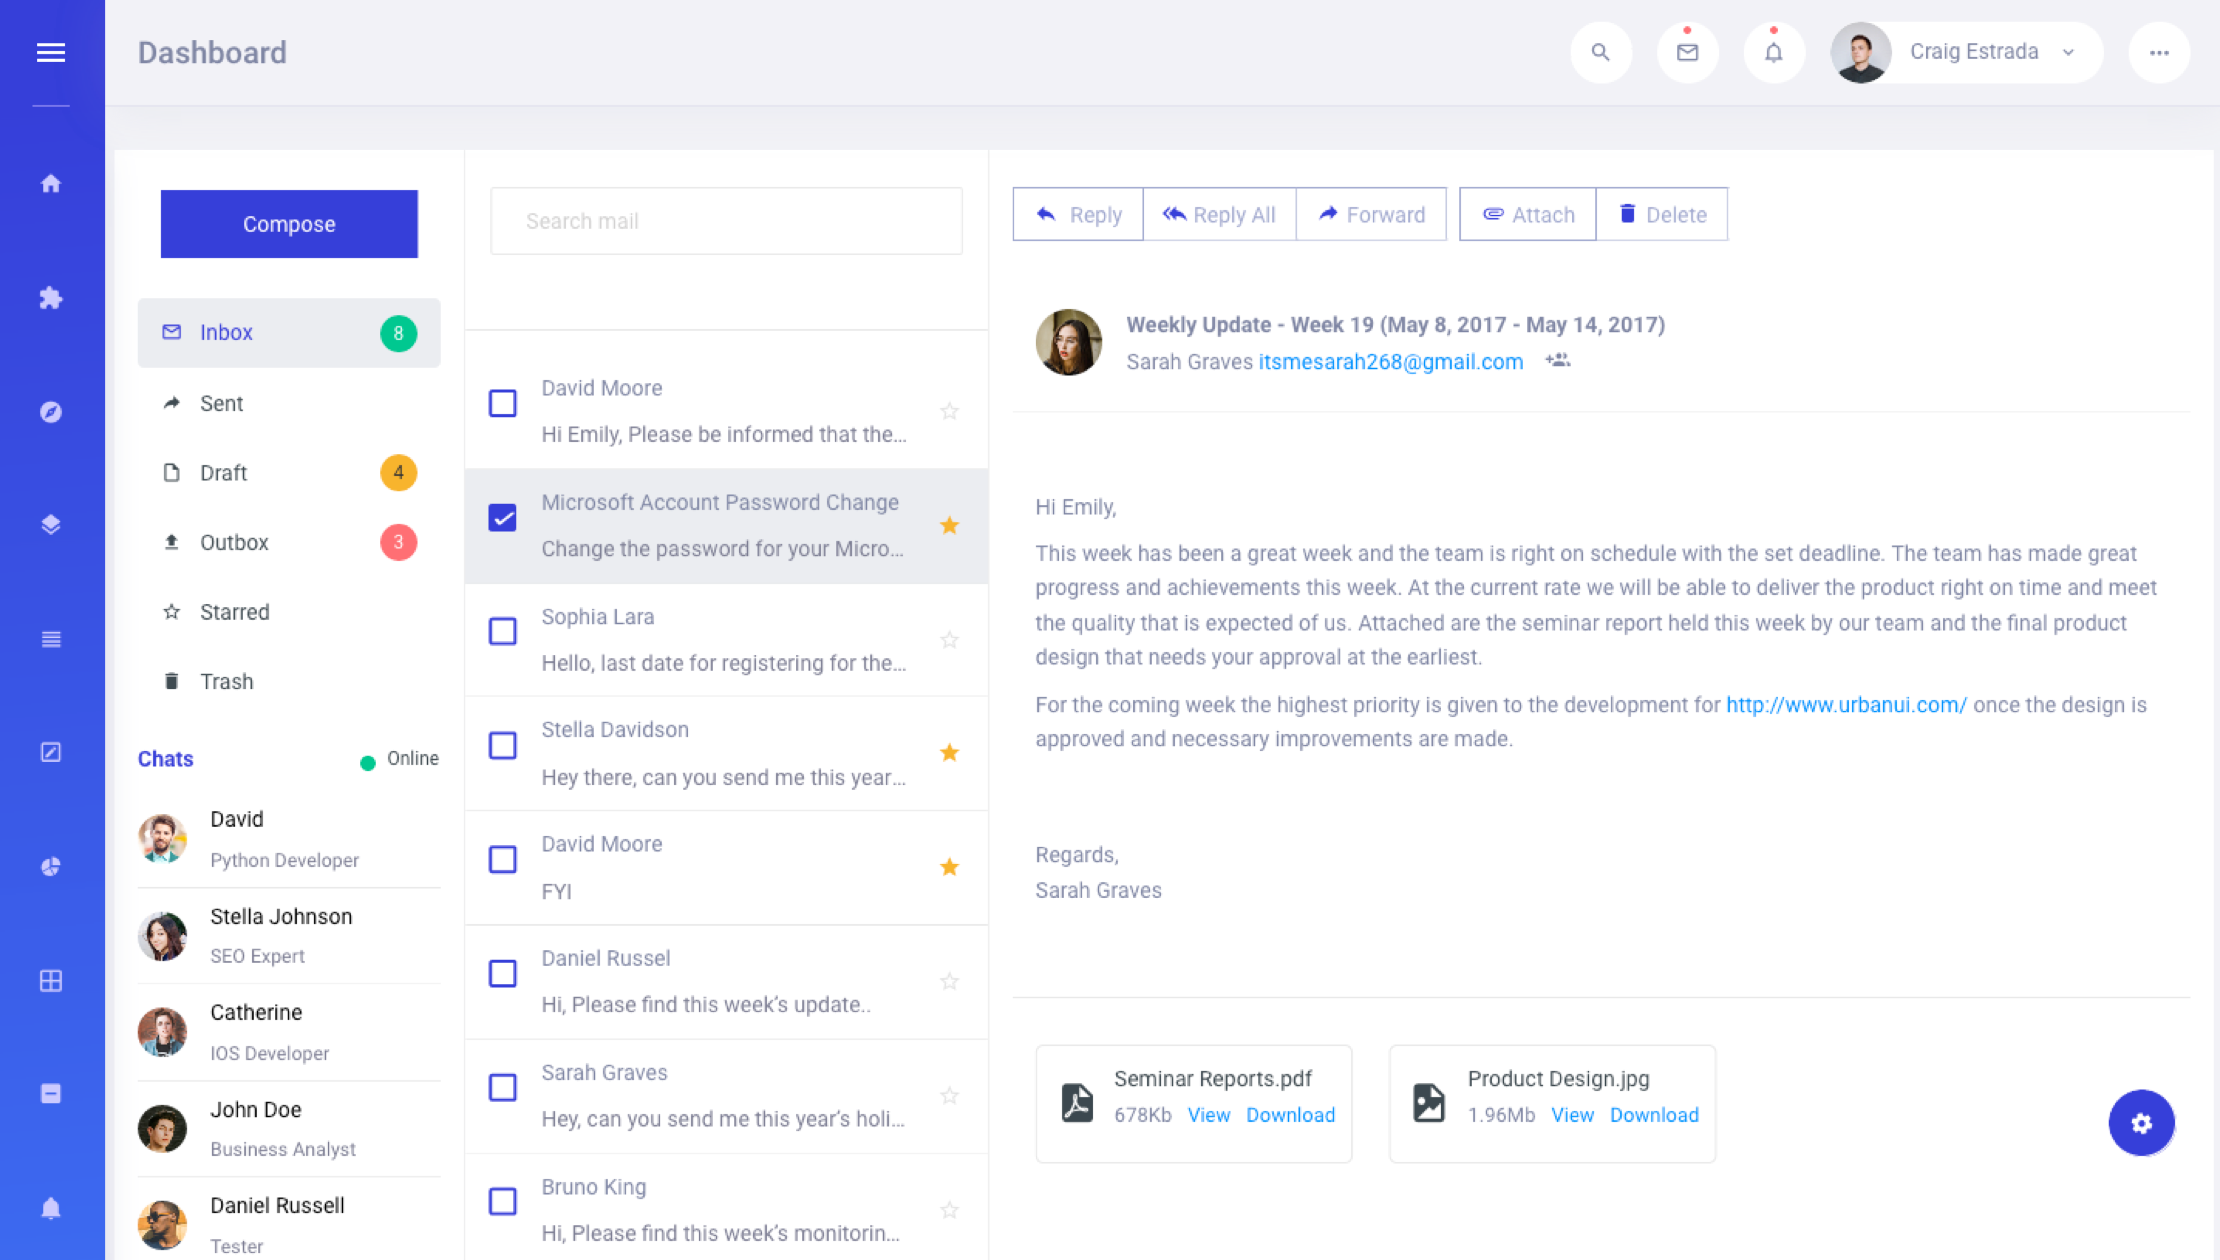 Dashboard
Craig Estrada
Compose
Inbox 8
Sent
Draft 4
Outbox 3
Starred
Trash
Chats Online
David
Python Developer
Stella Johnson
SEO Expert
Catherine
IOS Developer
John Doe
Business Analyst
Daniel Russell
Tester
Search mail
David Moore
Hi Emily, Please be informed that the...
Microsoft Account Password Change
Change the password for your Micro...
Sophia Lara
Hello, last date for registering for the...
Stella Davidson
Hey there, can you send me this year...
David Moore
FYI
Daniel Russel
Hi, Please find this week’s update..
Sarah Graves
Hey, can you send me this year’s holi...
Bruno King
Hi, Please find this week’s monitorin...
Reply Reply All Forward Attach Delete
Weekly Update - Week 19 (May 8, 2017 - May 14, 2017)
Sarah Graves itsmesarah268@gmail.com
Hi Emily,
This week has been a great week and the team is right on schedule with the set deadline. The team has made great
progress and achievements this week. At the current rate we will be able to deliver the product right on time and meet
the quality that is expected of us. Attached are the seminar report held this week by our team and the final product
design that needs your approval at the earliest.
For the coming week the highest priority is given to the development for http://www.urbanui.com/ once the design is
approved and necessary improvements are made.
Regards,
Sarah Graves
Seminar Reports.pdf
678Kb View Download
Product Design.jpg
1.96Mb View Download